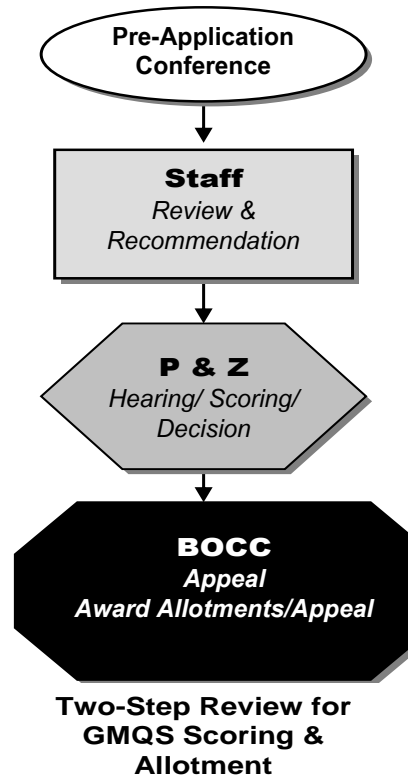 Pre-Application
Conference
Staff
Review &
Recommendation
P & Z
Hearing/ Scoring/
Decision
BOCC
Appeal
Award Allotments/Appeal
Two-Step Review for
GMQS Scoring &
Allotment